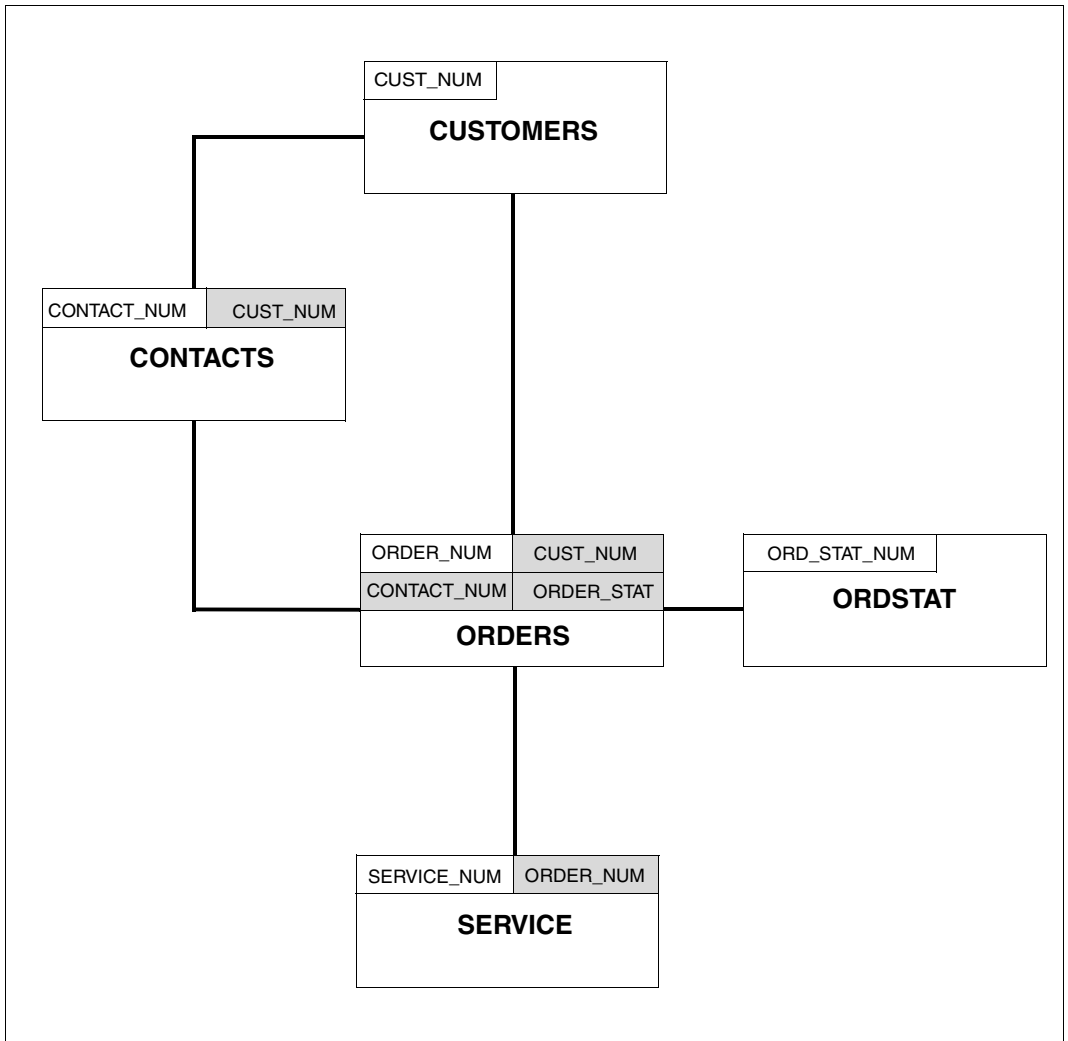 CUST_NUM
CUSTOMERS
CONTACT_NUM CUST_NUM
CONTACTS
ORDER_NUM CUST_NUM
CONTACT_NUM ORDER_STAT
ORDERS
ORD_STAT_NUM
ORDSTAT
SERVICE_NUM ORDER_NUM
SERVICE